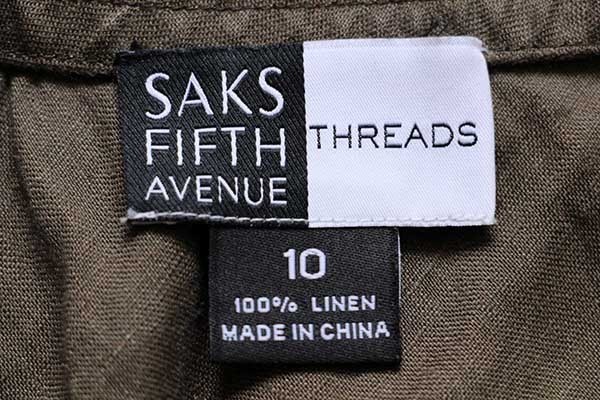 SAKS
FIFTH
AVENUE
THREADS
10
100% LINEN
MADE IN CHINA